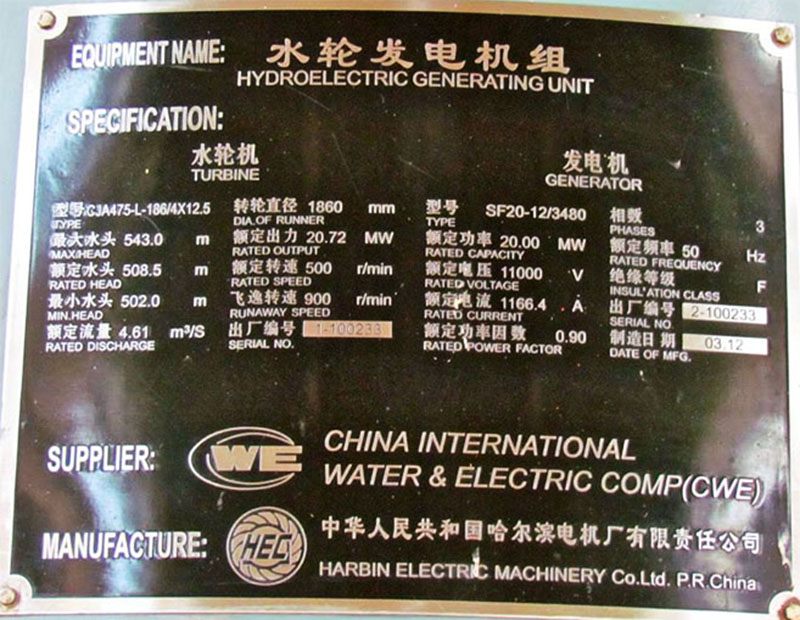 EQUIPMENT NAME: 水轮发电机组
HYDROELECTRIC GENERATING UNIT
SPECIFICATION:
水轮机
TURBINE
型号 CJA475-L-186/4X12.5
TYPE
最大水头 543.0 m
MAX/HEAD
额定水头 508.5 m
RATED HEAD
最小水头 502.0 m
MIN.HEAD
额定流量 4.61 m³/S
RATED DISCHARGE
转轮直径 1860 mm
DIA.OF RUNNER
额定出力 20.72 MW
RATED OUTPUT
额定转速 500 r/min
RATED SPEED
飞逸转速 900 r/min
RUNAWAY SPEED
出厂编号 1-100233
SERIAL NO.
发电机
GENERATOR
型号 SF20-12/3480
TYPE
额定功率 20.00 MW
RATED CAPACITY
额定电压 11000 V
RATED VOLTAGE
额定电流 1166.4 A
RATED CURRENT
额定功率因数 0.90
RATED POWER FACTOR
相数
PHASES 3
额定频率 50 Hz
RATED FREQUENCY
绝缘等级 F
INSULATION CLASS
出厂编号 2-100233
SERIAL NO.
制造日期 03.12
DATE OF MFG.
SUPPLIER: WE CHINA INTERNATIONAL
WATER & ELECTRIC COMP(CWE)
MANUFACTURE: HEC 中华人民共和国哈尔滨电机厂有限责任公司
HARBIN ELECTRIC MACHINERY Co.Ltd. P.R.China